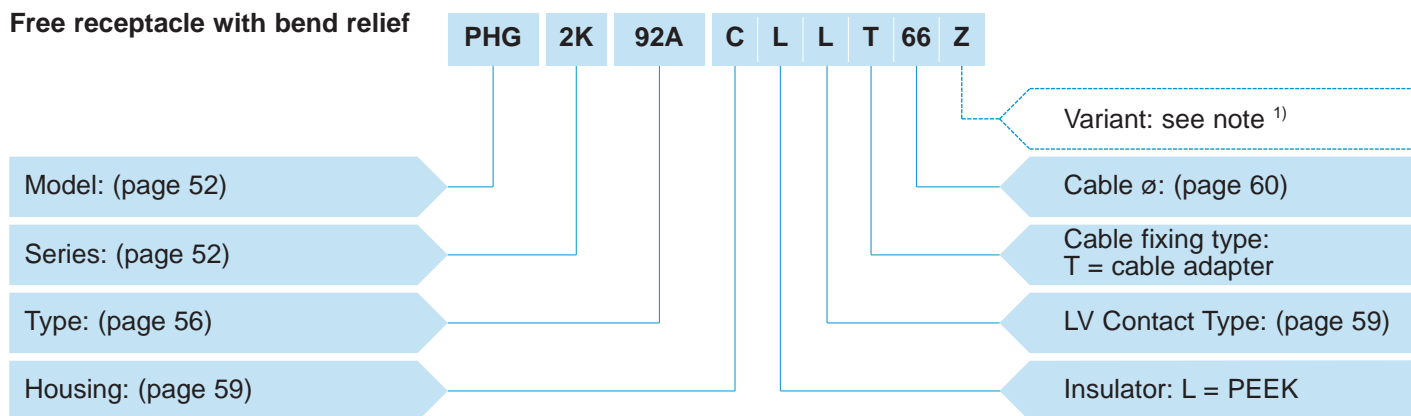 Free receptacle with bend relief
PHG 2K 92A C L L T 66 Z
Variant: see note 1)
Model: (page 52)
Cable ø: (page 60)
Series: (page 52)
Cable fixing type:
T = cable adapter
Type: (page 56)
LV Contact Type: (page 59)
Housing: (page 59)
Insulator: L = PEEK